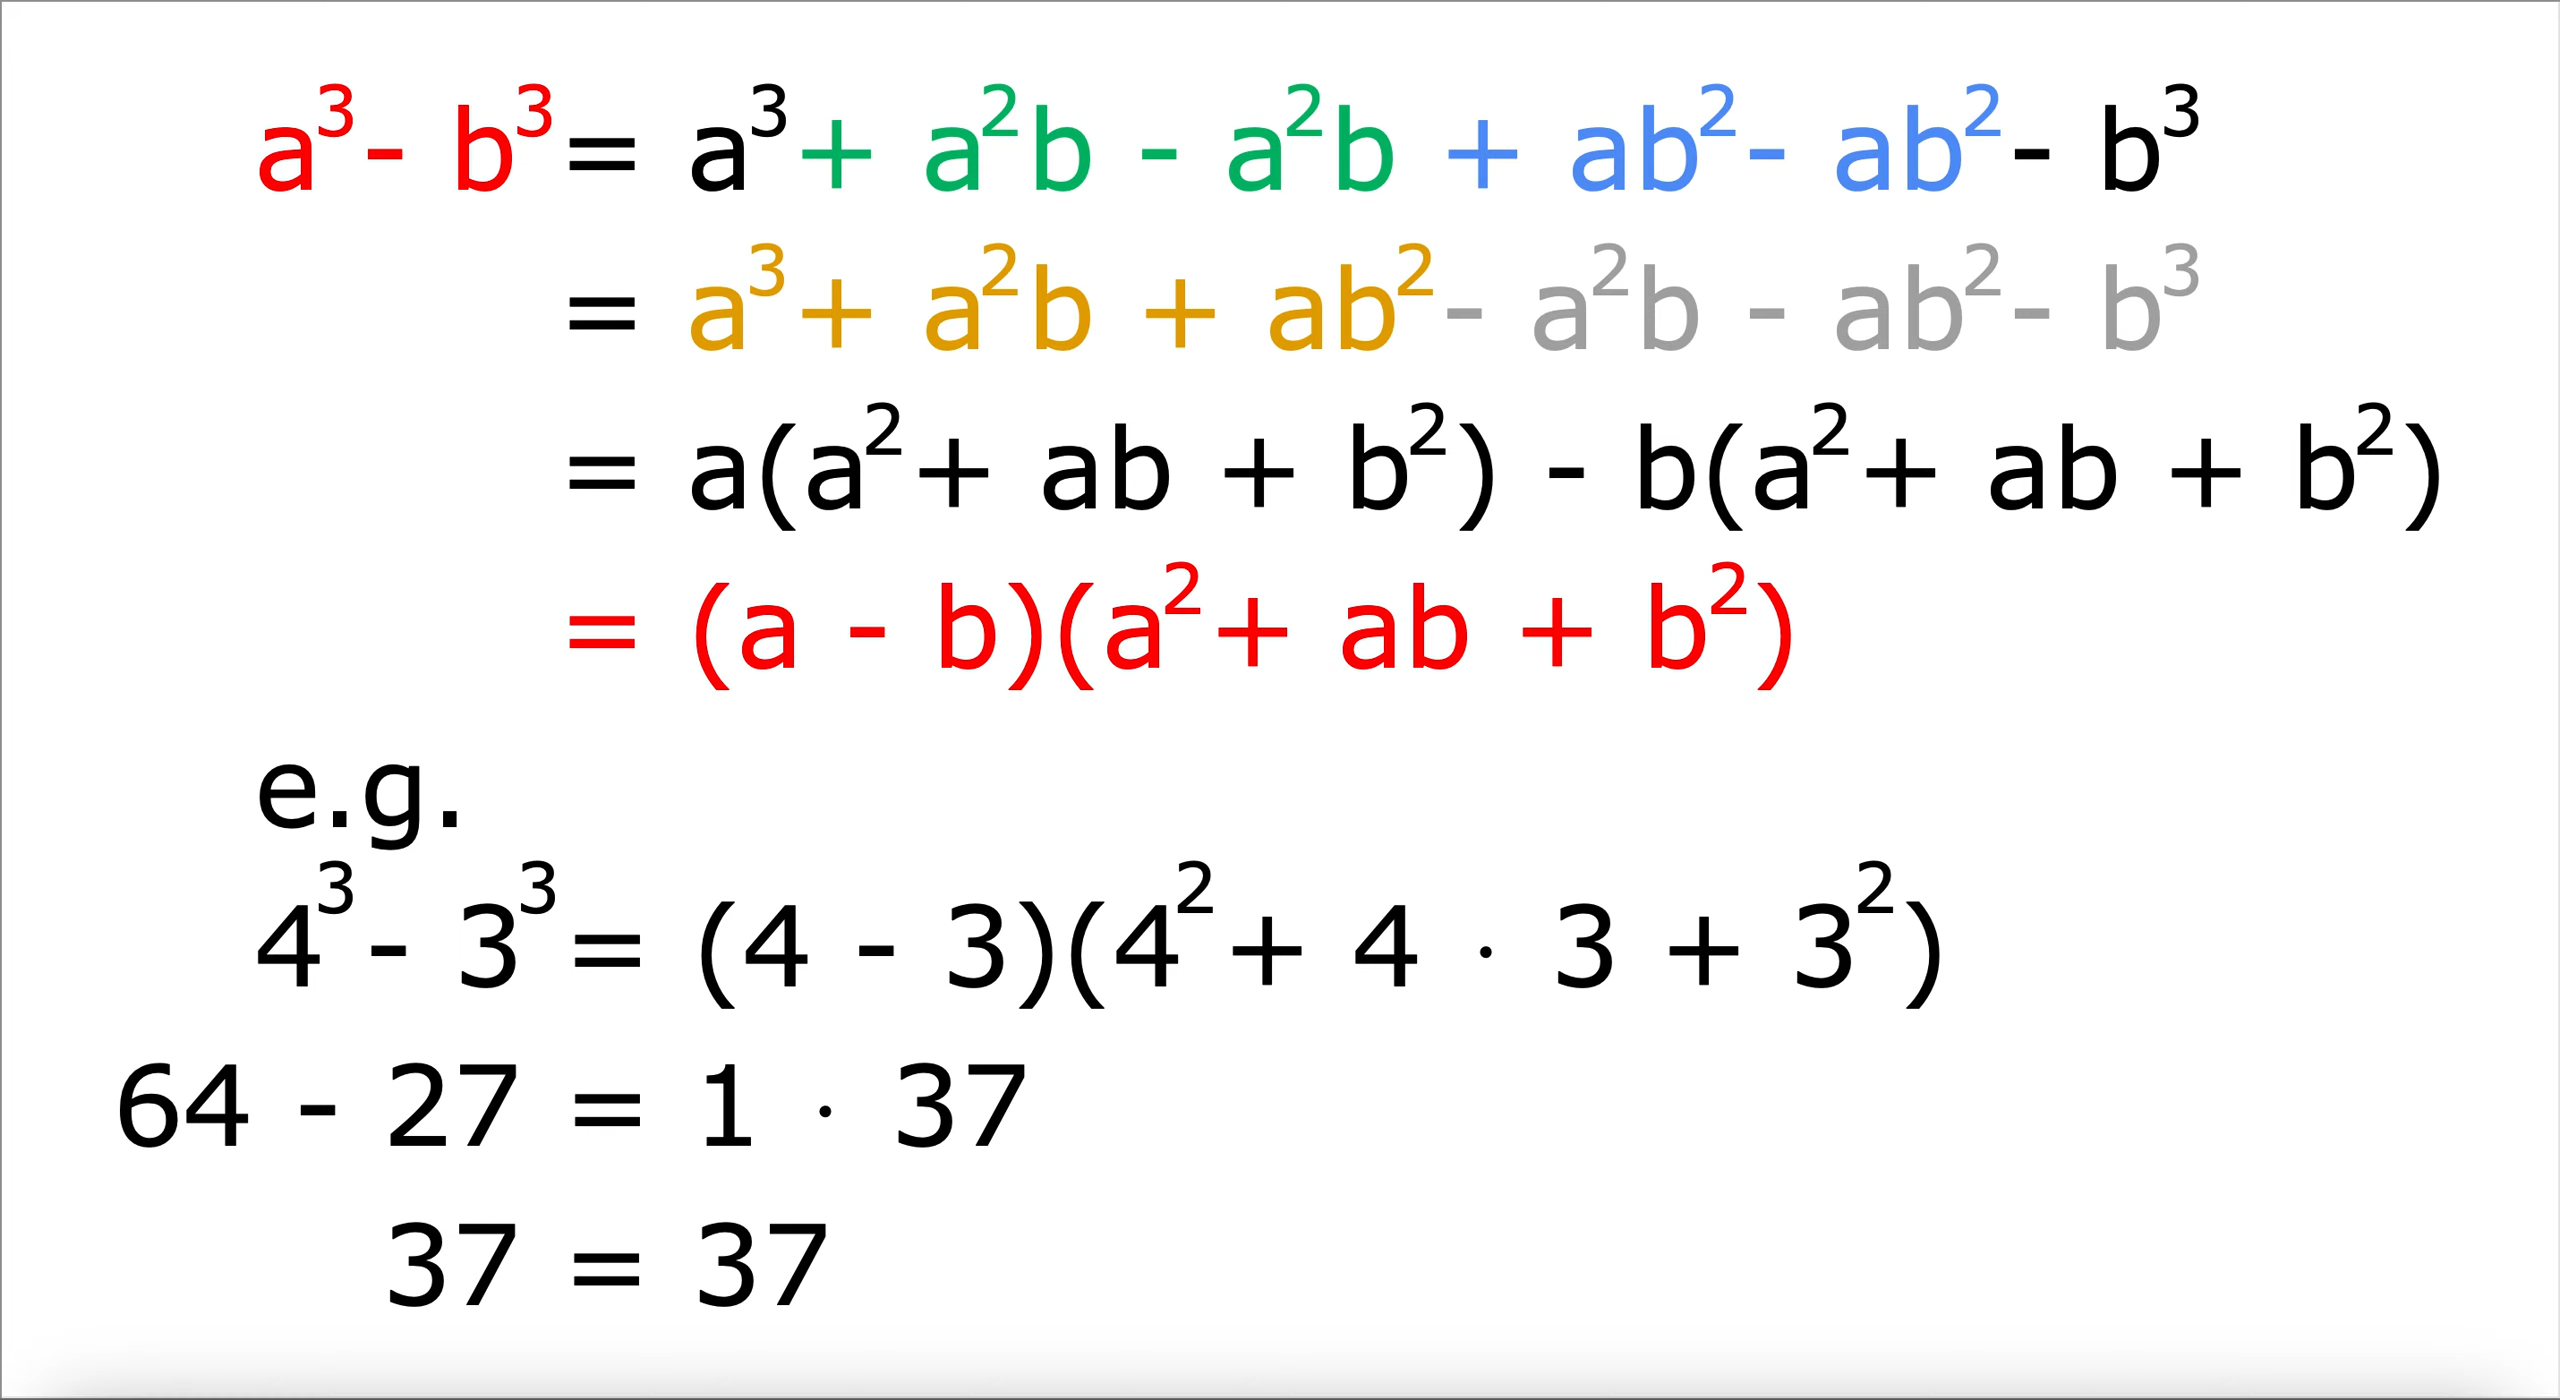 a³- b³= a³+ a²b - a²b + ab²- ab²- b³
= a³+ a²b + ab²- a²b - ab²- b³
= a(a²+ ab + b²) - b(a²+ ab + b²)
= (a - b)(a²+ ab + b²)
e.g.
4³- 3³= (4 - 3)(4²+ 4 · 3 + 3²)
64 - 27 = 1 · 37
37 = 37